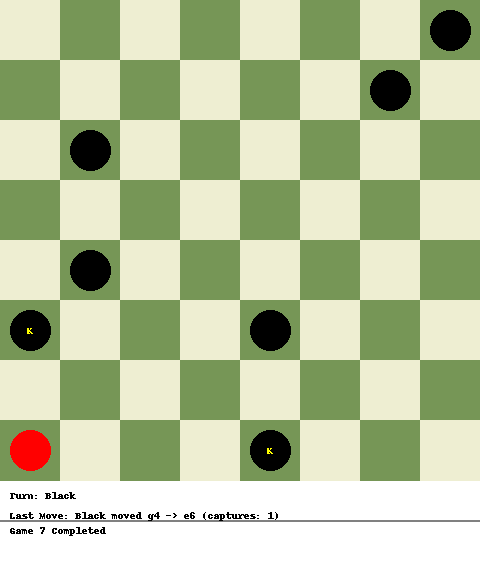 K
K
Turn: Black
Last Move: Black moved g4 -> e6 (captures: 1)
Game 7 Completed